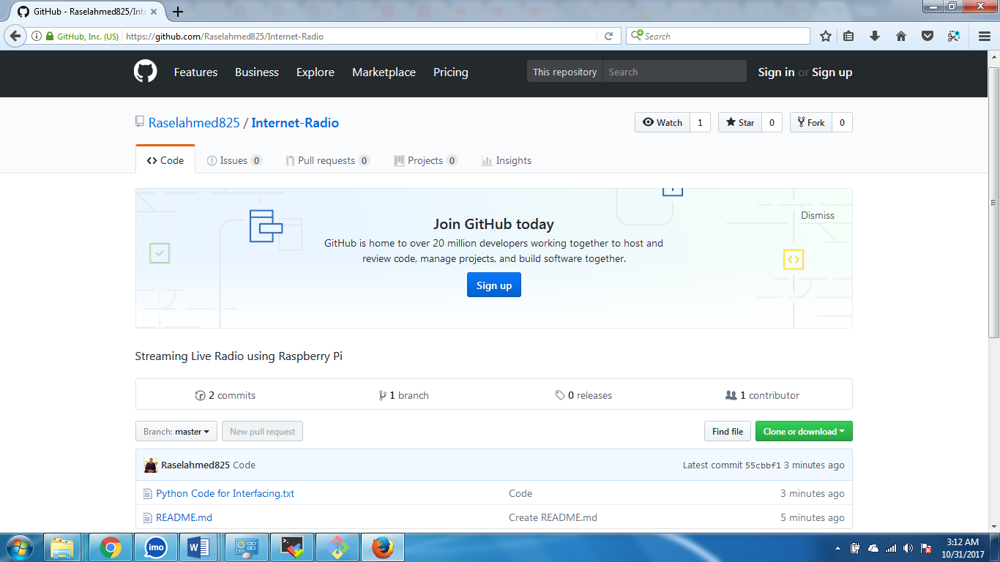 GitHub - Raselahmed825/Inte
GitHub, Inc. (US) https://github.com/Raselahmed825/Internet-Radio Search
Features Business Explore Marketplace Pricing This repository Search Sign in or Sign up
Raselahmed825 / Internet-Radio Watch 1 Star 0 Fork 0
Code Issues 0 Pull requests 0 Projects 0 Insights
Join GitHub today
Dismiss
GitHub is home to over 20 million developers working together to host and
review code, manage projects, and build software together.
Sign up
Streaming Live Radio using Raspberry Pi
2 commits 1 branch 0 releases 1 contributor
Branch: master New pull request Find file Clone or download
Raselahmed825 Code Latest commit 55cbbf1 3 minutes ago
Python Code for Interfacing.txt Code 3 minutes ago
README.md Create README.md 5 minutes ago
imo
W
3:12 AM
10/31/2017